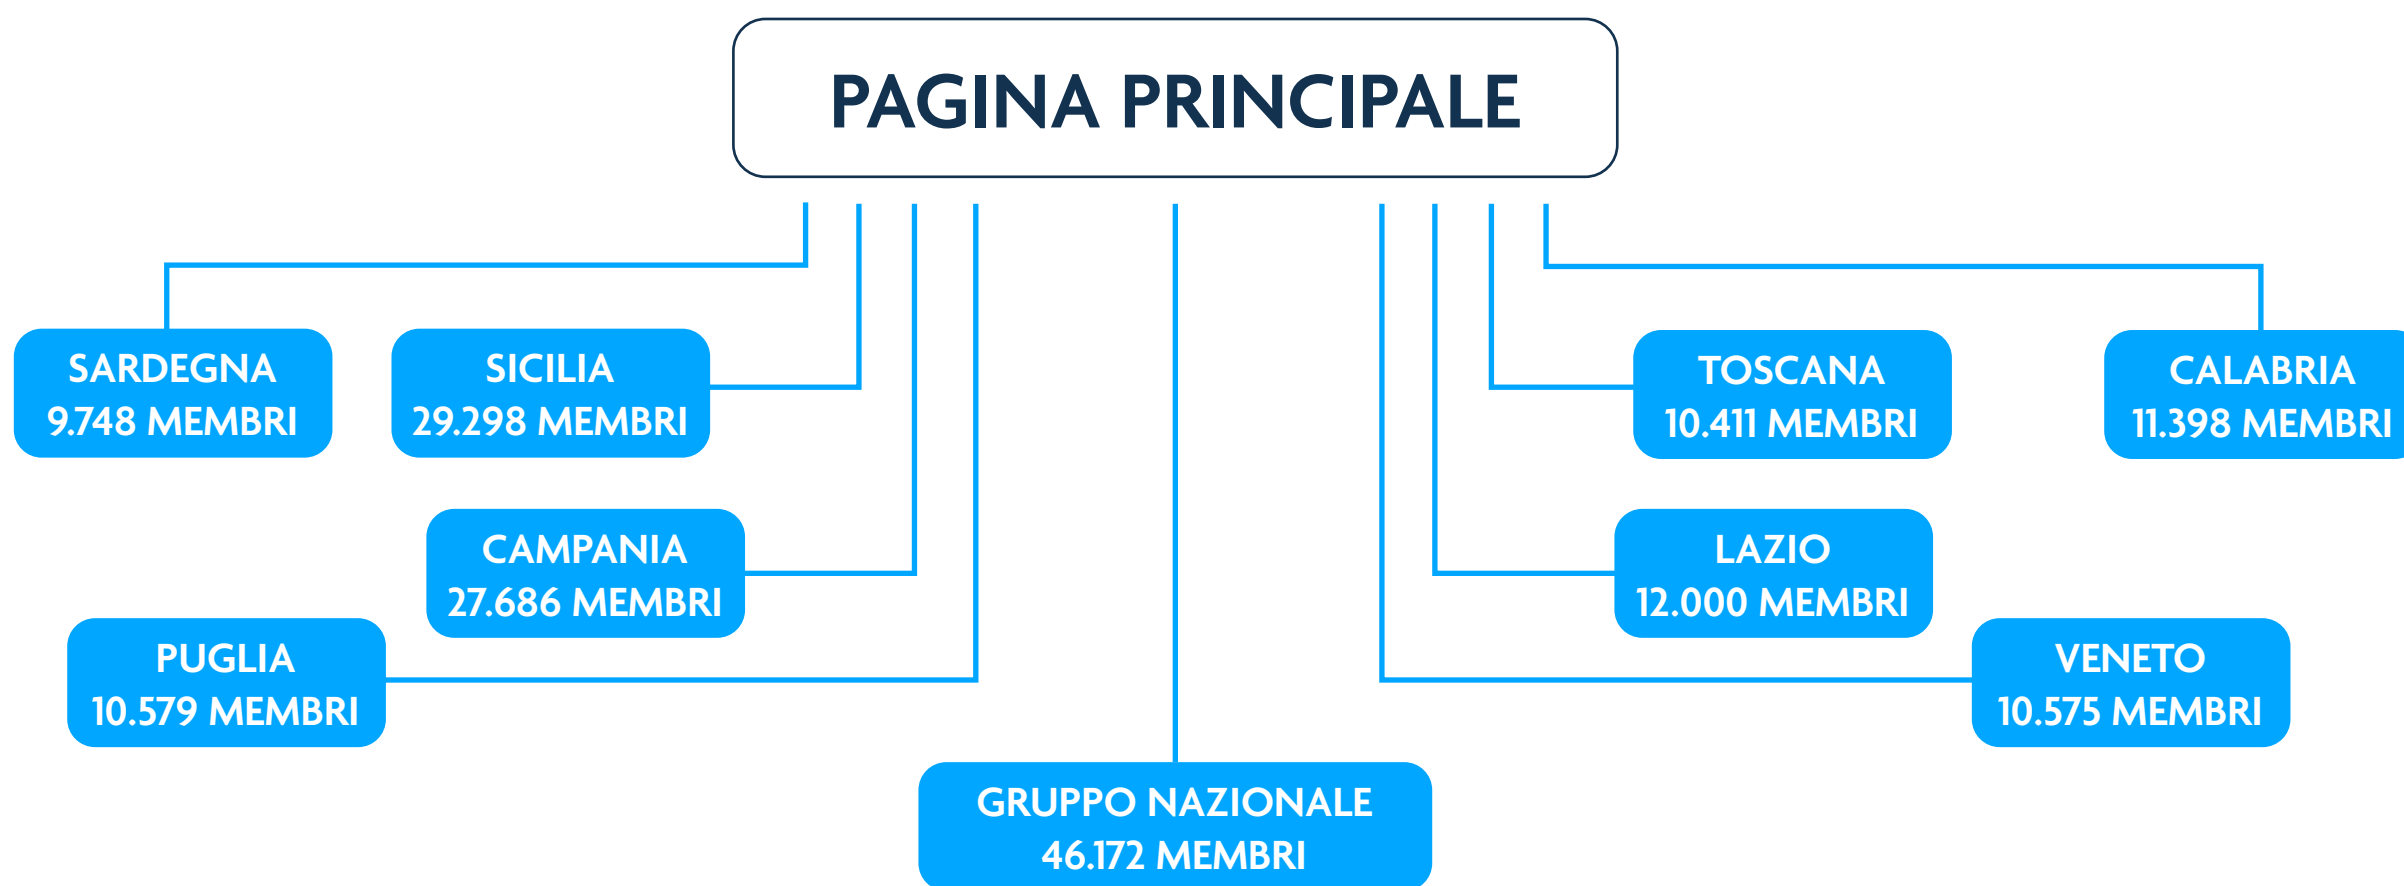 PAGINA PRINCIPALE
SARDEGNA
9.748 MEMBRI
SICILIA
29.298 MEMBRI
TOSCANA
10.411 MEMBRI
CALABRIA
11.398 MEMBRI
CAMPANIA
27.686 MEMBRI
LAZIO
12.000 MEMBRI
PUGLIA
10.579 MEMBRI
VENETO
10.575 MEMBRI
GRUPPO NAZIONALE
46.172 MEMBRI